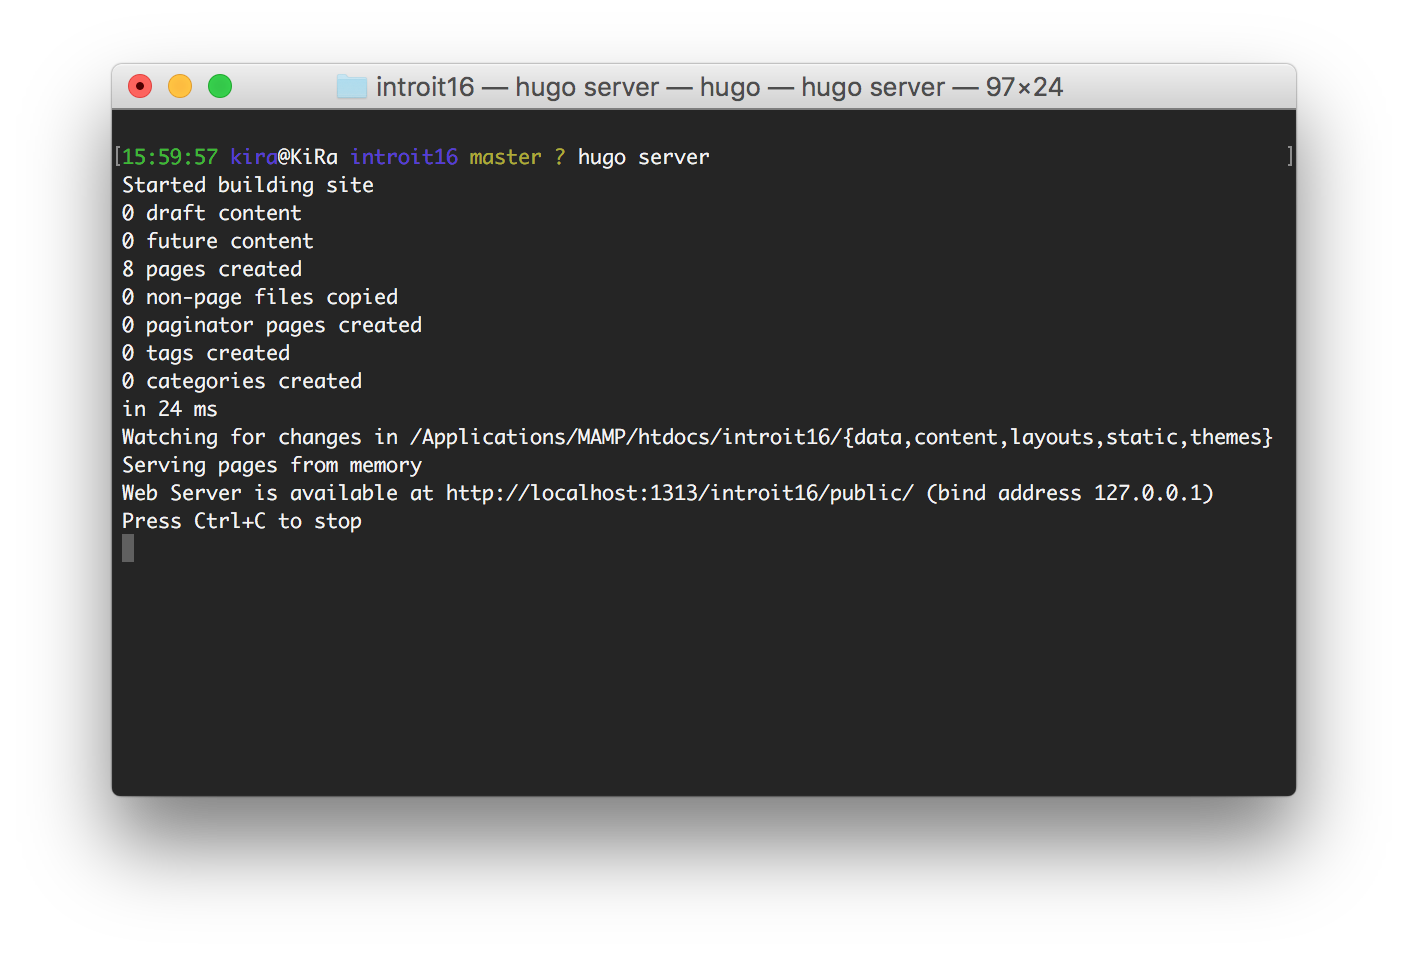 introit16 — hugo server — hugo — hugo server — 97×24
[15:59:57 kira@KiRa introit16 master ? hugo server ]
Started building site
0 draft content
0 future content
8 pages created
0 non-page files copied
0 paginator pages created
0 tags created
0 categories created
in 24 ms
Watching for changes in /Applications/MAMP/htdocs/introit16/{data,content,layouts,static,themes}
Serving pages from memory
Web Server is available at http://localhost:1313/introit16/public/ (bind address 127.0.0.1)
Press Ctrl+C to stop